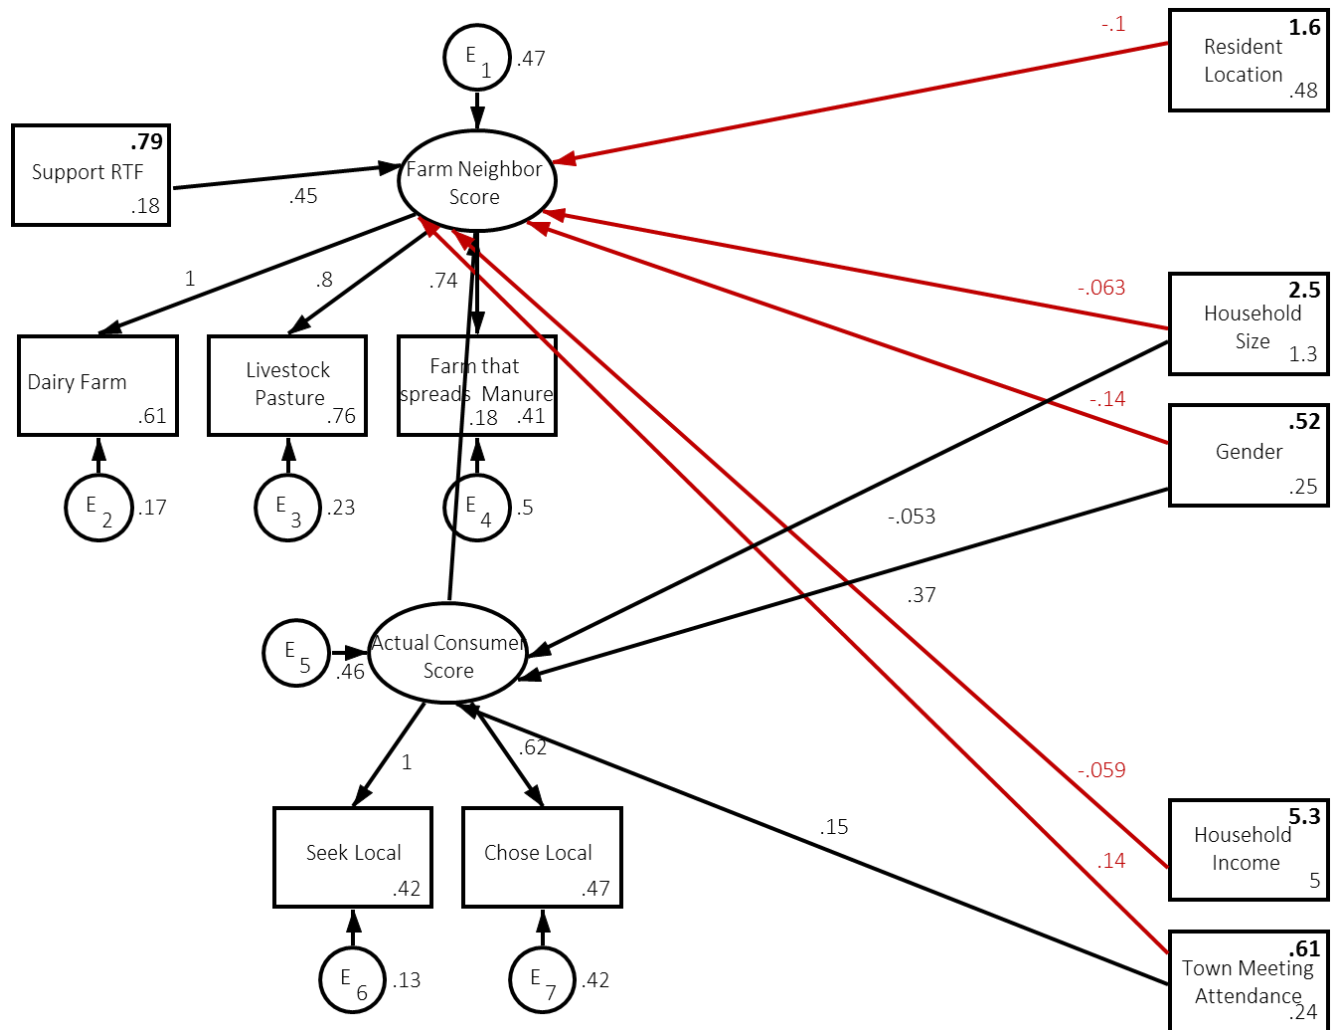 E 1
.47
-.1
1.6
Resident
Location
.48
.79
Support RTF
.18
.45
Farm Neighbor
Score
1
.8
.74
-.063
2.5
Household
Size
1.3
Dairy Farm
.61
Livestock
Pasture
.76
Farm that
spreads Manure
.18
.41
-.14
.52
Gender
.25
E 2
.17
E 3
.23
E 4
.5
-.053
.37
E 5
.46
Actual Consumer
Score
1
.62
-.059
5.3
Household
Income
5
.15
.14
Seek Local
.42
Chose Local
.47
.61
Town Meeting
Attendance
.24
E 6
.13
E 7
.42